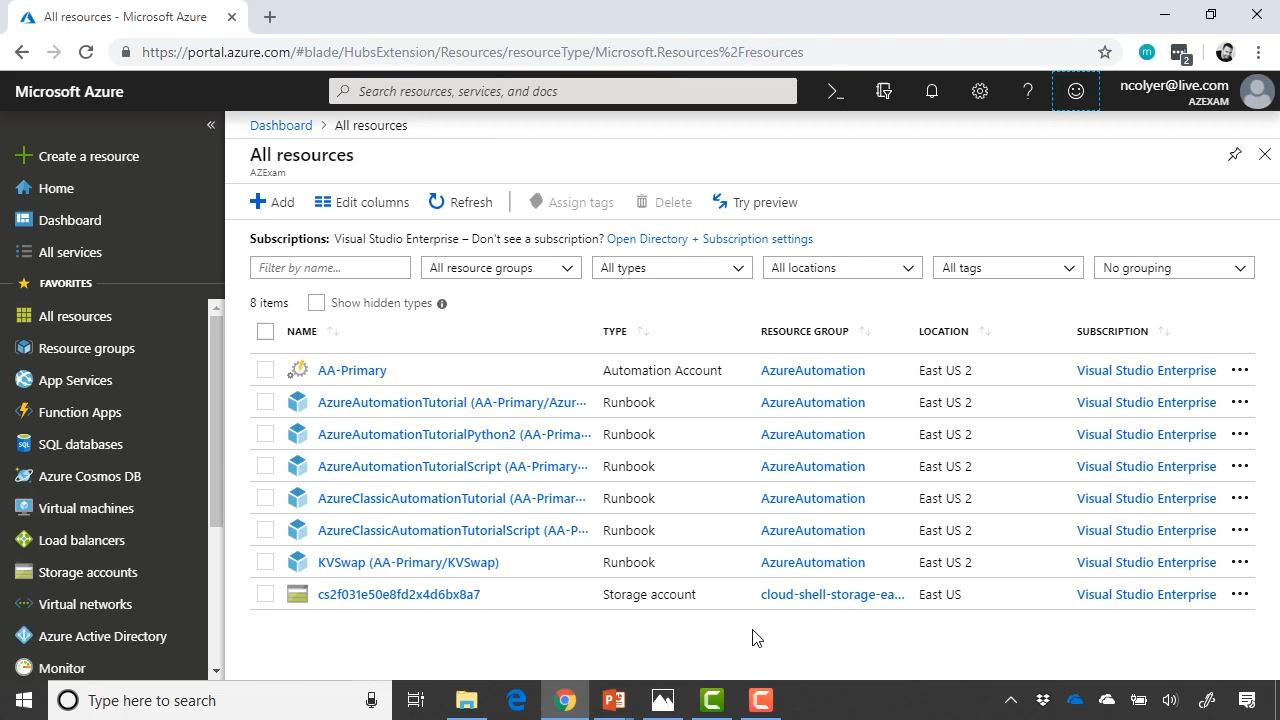 All resources - Microsoft Azure
https://portal.azure.com/#blade/HubsExtension/Resources/resourceType/Microsoft.Resources%2Fresources
m
2
Microsoft Azure
Search resources, services, and docs
ncolyer@live.com
AZEXAM
Dashboard > All resources
All resources
AZExam
Create a resource
Home
Dashboard
All services
FAVORITES
All resources
Resource groups
App Services
Function Apps
SQL databases
Azure Cosmos DB
Virtual machines
Load balancers
Storage accounts
Virtual networks
Azure Active Directory
Monitor
Add Edit columns Refresh Assign tags Delete Try preview
Subscriptions: Visual Studio Enterprise – Don't see a subscription? Open Directory + Subscription settings
Filter by name... All resource groups All types All locations All tags No grouping
8 items Show hidden types
NAME TYPE RESOURCE GROUP LOCATION SUBSCRIPTION
AA-Primary Automation Account AzureAutomation East US 2 Visual Studio Enterprise
AzureAutomationTutorial (AA-Primary/Azur... Runbook AzureAutomation East US 2 Visual Studio Enterprise
AzureAutomationTutorialPython2 (AA-Prima... Runbook AzureAutomation East US 2 Visual Studio Enterprise
AzureAutomationTutorialScript (AA-Primary... Runbook AzureAutomation East US 2 Visual Studio Enterprise
AzureClassicAutomationTutorial (AA-Primar... Runbook AzureAutomation East US 2 Visual Studio Enterprise
AzureClassicAutomationTutorialScript (AA-P... Runbook AzureAutomation East US 2 Visual Studio Enterprise
KVSwap (AA-Primary/KVSwap) Runbook AzureAutomation East US 2 Visual Studio Enterprise
cs2f031e50e8fd2x4d6bx8a7 Storage account cloud-shell-storage-ea... East US Visual Studio Enterprise
Type here to search